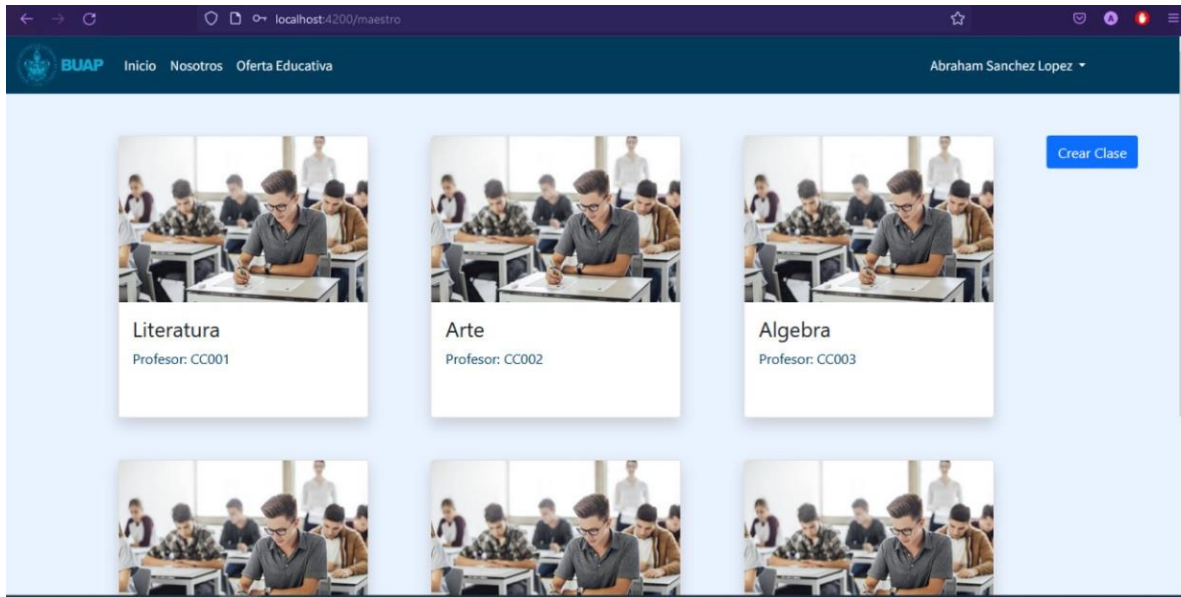 localhost:4200/maestro
BUAP Inicio Nosotros Oferta Educativa Abraham Sanchez Lopez
Crear Clase
Literatura
Profesor: CC001
Arte
Profesor: CC002
Algebra
Profesor: CC003